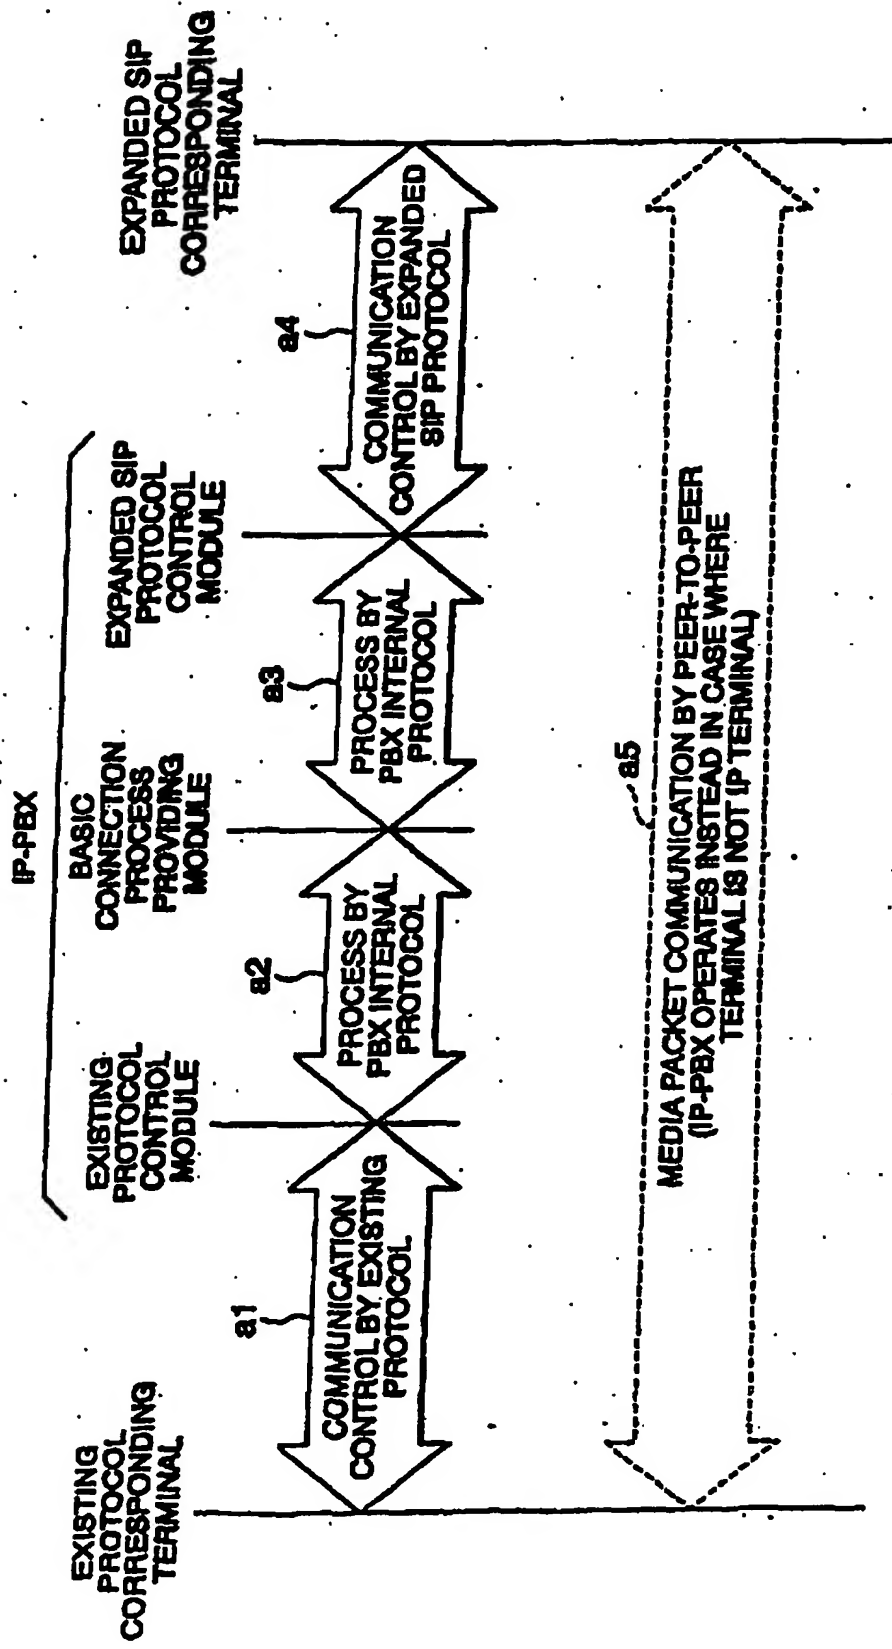 IP-PBX
EXISTING
PROTOCOL
CORRESPONDING
TERMINAL
EXISTING
PROTOCOL
CONTROL
MODULE
BASIC
CONNECTION
PROCESS
PROVIDING
MODULE
EXPANDED SIP
PROTOCOL
CONTROL
MODULE
EXPANDED SIP
PROTOCOL
CORRESPONDING
TERMINAL
a1
COMMUNICATION
CONTROL BY EXISTING
PROTOCOL
a2
PROCESS BY
PBX INTERNAL
PROTOCOL
a3
PROCESS BY
PBX INTERNAL
PROTOCOL
a4
COMMUNICATION
CONTROL BY EXPANDED
SIP PROTOCOL
a5
MEDIA PACKET COMMUNICATION BY PEER-TO-PEER
(IP-PBX OPERATES INSTEAD IN CASE WHERE
TERMINAL IS NOT IP TERMINAL)